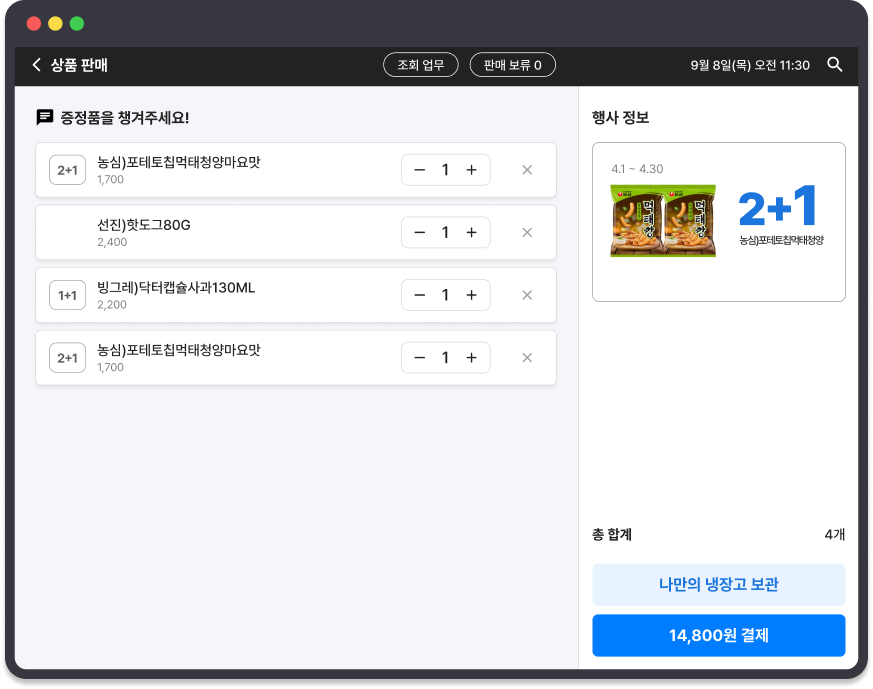 상품 판매
조회 업무
판매 보류 0
9월 8일(목) 오전 11:30
증정품을 챙겨주세요!
2+1
농심)포테토칩먹태청양마요맛
1,700
1
선진)핫도그80G
2,400
1
1+1
빙그레)닥터캡슐사과130ML
2,200
1
2+1
농심)포테토칩먹태청양마요맛
1,700
1
행사 정보
4.1 ~ 4.30
농심
먹태깡
농심
먹태깡
2+1
농심)포테토칩먹태청양
총 합계
4개
나만의 냉장고 보관
14,800원 결제